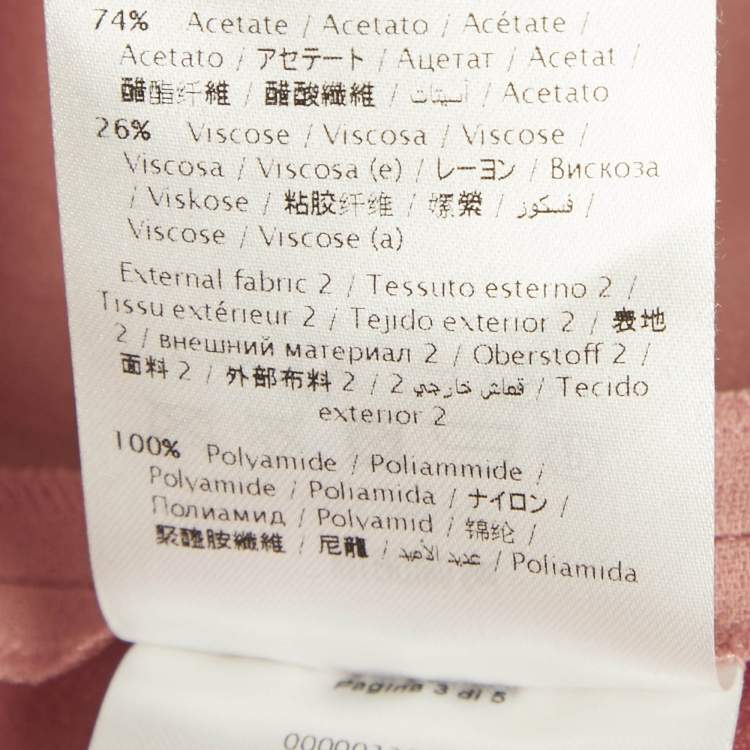 74% Acetate / Acetato / Acétate /
Acetato / アセテート / Ацетат / Acetat /
醋酯纤维 / 醋酸纖維 / أسيتات / Acetato
26% Viscose / Viscosa / Viscose /
Viscosa / Viscosa (e) / レーヨン / Вискоза
/ Viskose / 粘胶纤维 / 嫘縈 / فسكوز /
Viscose / Viscose (a)
External fabric 2 / Tessuto esterno 2 /
Tissu extérieur 2 / Tejido exterior 2 / 表地
2 / внешний материал 2 / Oberstoff 2 /
面料 2 / 外部布料 2 / قماش خارجي 2 / Tecido
exterior 2
100% Polyamide / Poliammide /
Polyamide / Poliamida / ナイロン /
Полиамид / Polyamid / 锦纶 /
聚醯胺纖維 / 尼龍 / عديد الأميد / Poliamida
Pagina 3 di 5